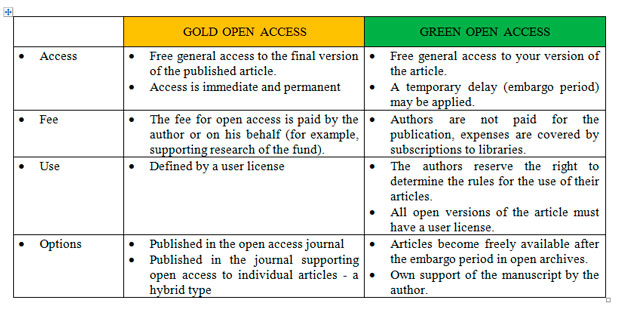 GOLD OPEN ACCESS
GREEN OPEN ACCESS
• Access
• Free general access to the final version
of the published article.
• Access is immediate and permanent
• Free general access to your version of
the article.
• A temporary delay (embargo period)
may be applied.
• Fee
• The fee for open access is paid by the
author or on his behalf (for example,
supporting research of the fund).
• Authors are not paid for the
publication, expenses are covered by
subscriptions to libraries.
• Use
• Defined by a user license
• The authors reserve the right to
determine the rules for the use of their
articles.
• All open versions of the article must
have a user license.
• Options
• Published in the open access journal
• Published in the journal supporting
open access to individual articles - a
hybrid type
• Articles become freely available after
the embargo period in open archives.
• Own support of the manuscript by the
author.